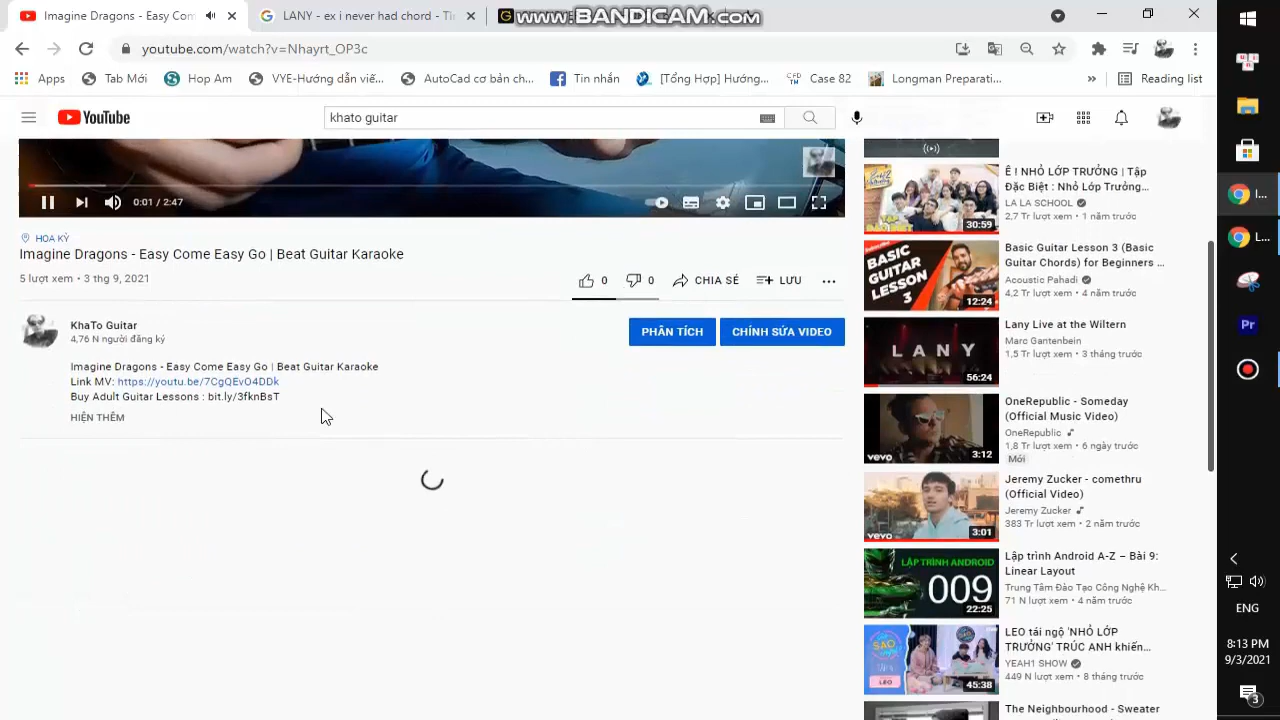 Imagine Dragons - Easy Com
LANY - ex i never had chord - Ti
www.BANDICAM.com
youtube.com/watch?v=Nhayrt_OP3c
Apps
Tab Mới
Hop Am
VYE-Hướng dẫn viế...
AutoCad cơ bản ch...
Tin nhắn
[Tổng Hợp] Hướng...
Case 82
Longman Preparati...
»
Reading list
YouTube
khato guitar
0:01 / 2:47
HOA KỲ
Imagine Dragons - Easy Come Easy Go | Beat Guitar Karaoke
5 lượt xem • 3 thg 9, 2021
0
0
CHIA SẺ
LƯU
KhaTo Guitar
4,76 N người đăng ký
PHÂN TÍCH
CHỈNH SỬA VIDEO
Imagine Dragons - Easy Come Easy Go | Beat Guitar Karaoke
Link MV: https://youtu.be/7CgQEvO4DDk
Buy Adult Guitar Lessons : bit.ly/3fknBsT
HIỆN THÊM
Ê ! NHỎ LỚP TRƯỞNG | Tập
Đặc Biệt : Nhỏ Lớp Trưởng...
LA LA SCHOOL
2,7 Tr lượt xem • 1 năm trước
30:59
BASIC
GUITAR
LESSON
3
12:24
Basic Guitar Lesson 3 (Basic
Guitar Chords) for Beginners ...
Acoustic Pahadi
4,2 Tr lượt xem • 4 năm trước
LANY
56:24
Lany Live at the Wiltern
Marc Gantenbein
1,5 Tr lượt xem • 3 tháng trước
vevo
3:12
OneRepublic - Someday
(Official Music Video)
OneRepublic
1,8 Tr lượt xem • 6 ngày trước
Mới
vevo
3:01
Jeremy Zucker - comethru
(Official Video)
Jeremy Zucker
383 Tr lượt xem • 2 năm trước
LẬP TRÌNH ANDROID
009
22:25
Lập trình Android A-Z – Bài 9:
Linear Layout
Trung Tâm Đào Tạo Công Nghệ Kh...
71 N lượt xem • 4 năm trước
SAO
LEO
45:38
LEO tái ngộ 'NHỎ LỚP
TRƯỞNG' TRÚC ANH khiến...
YEAH1 SHOW
449 N lượt xem • 8 tháng trước
The Neighbourhood - Sweater
I...
L...
Pr
ENG
8:13 PM
9/3/2021
3